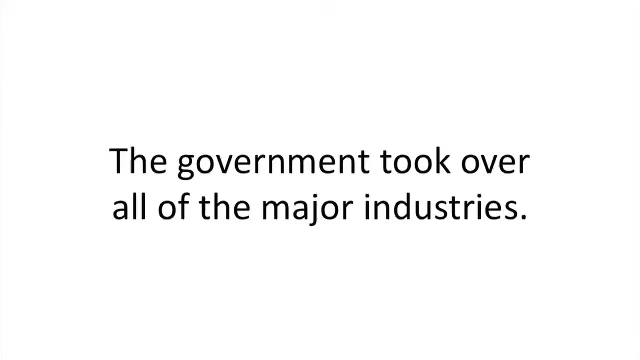 The government took over
all of the major industries.